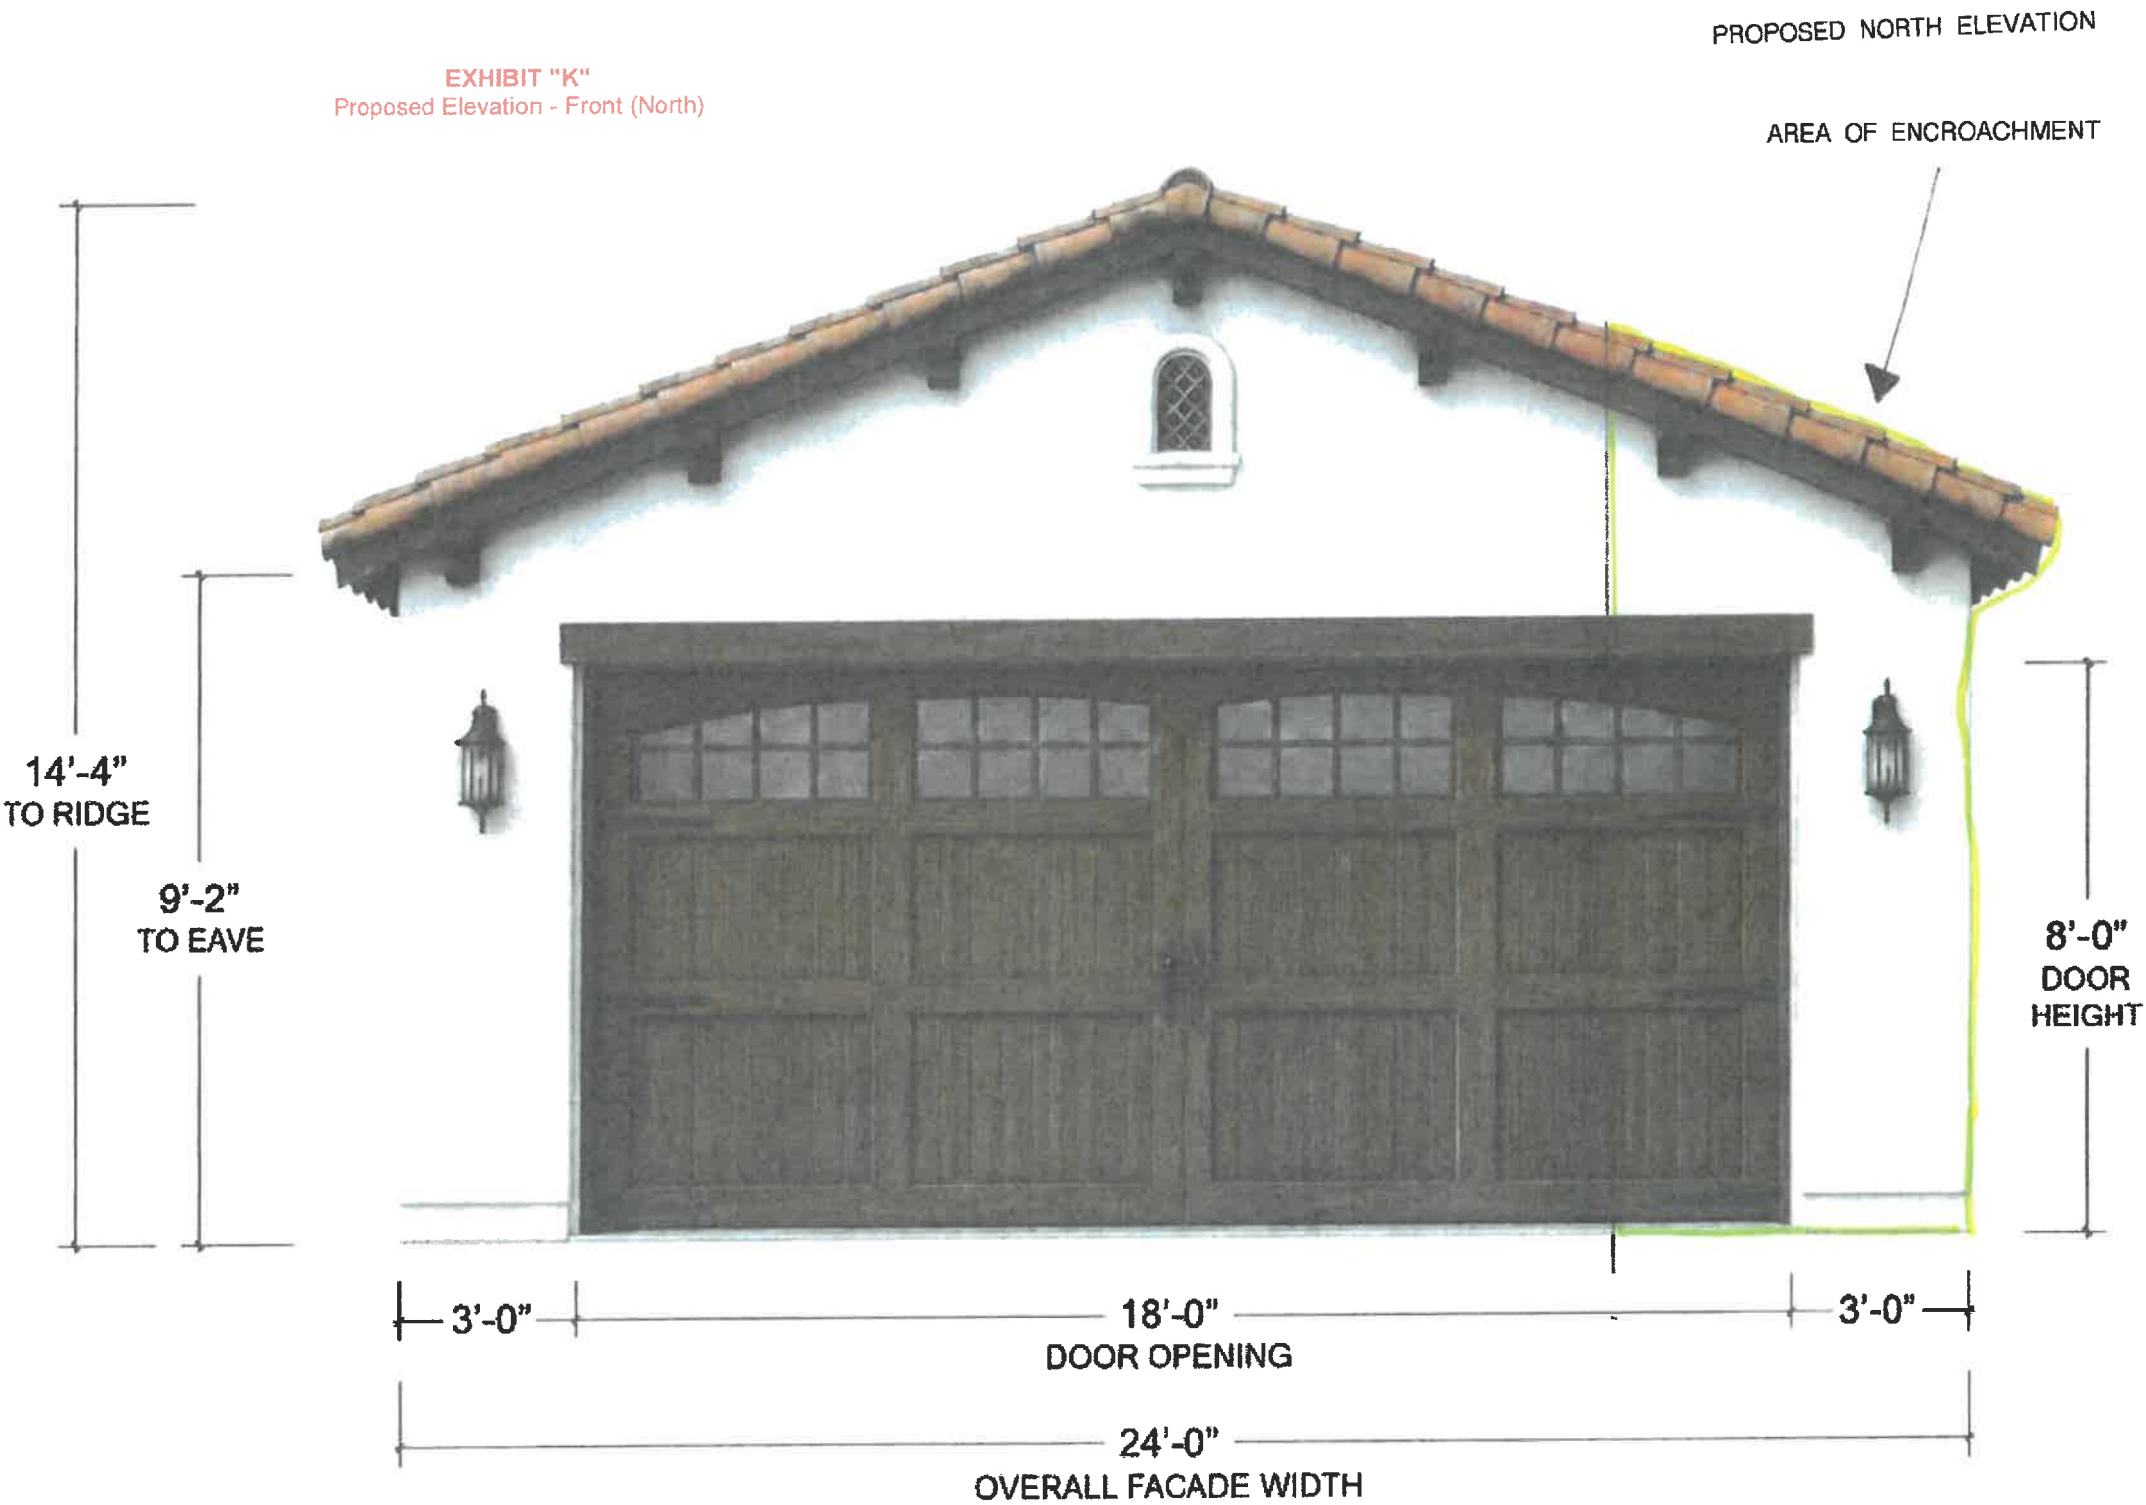 PROPOSED NORTH ELEVATION
EXHIBIT "K"
Proposed Elevation - Front (North)
AREA OF ENCROACHMENT
14'-4"
TO RIDGE
9'-2"
TO EAVE
8'-0"
DOOR
HEIGHT
3'-0"
18'-0"
3'-0"
DOOR OPENING
24'-0"
OVERALL FACADE WIDTH